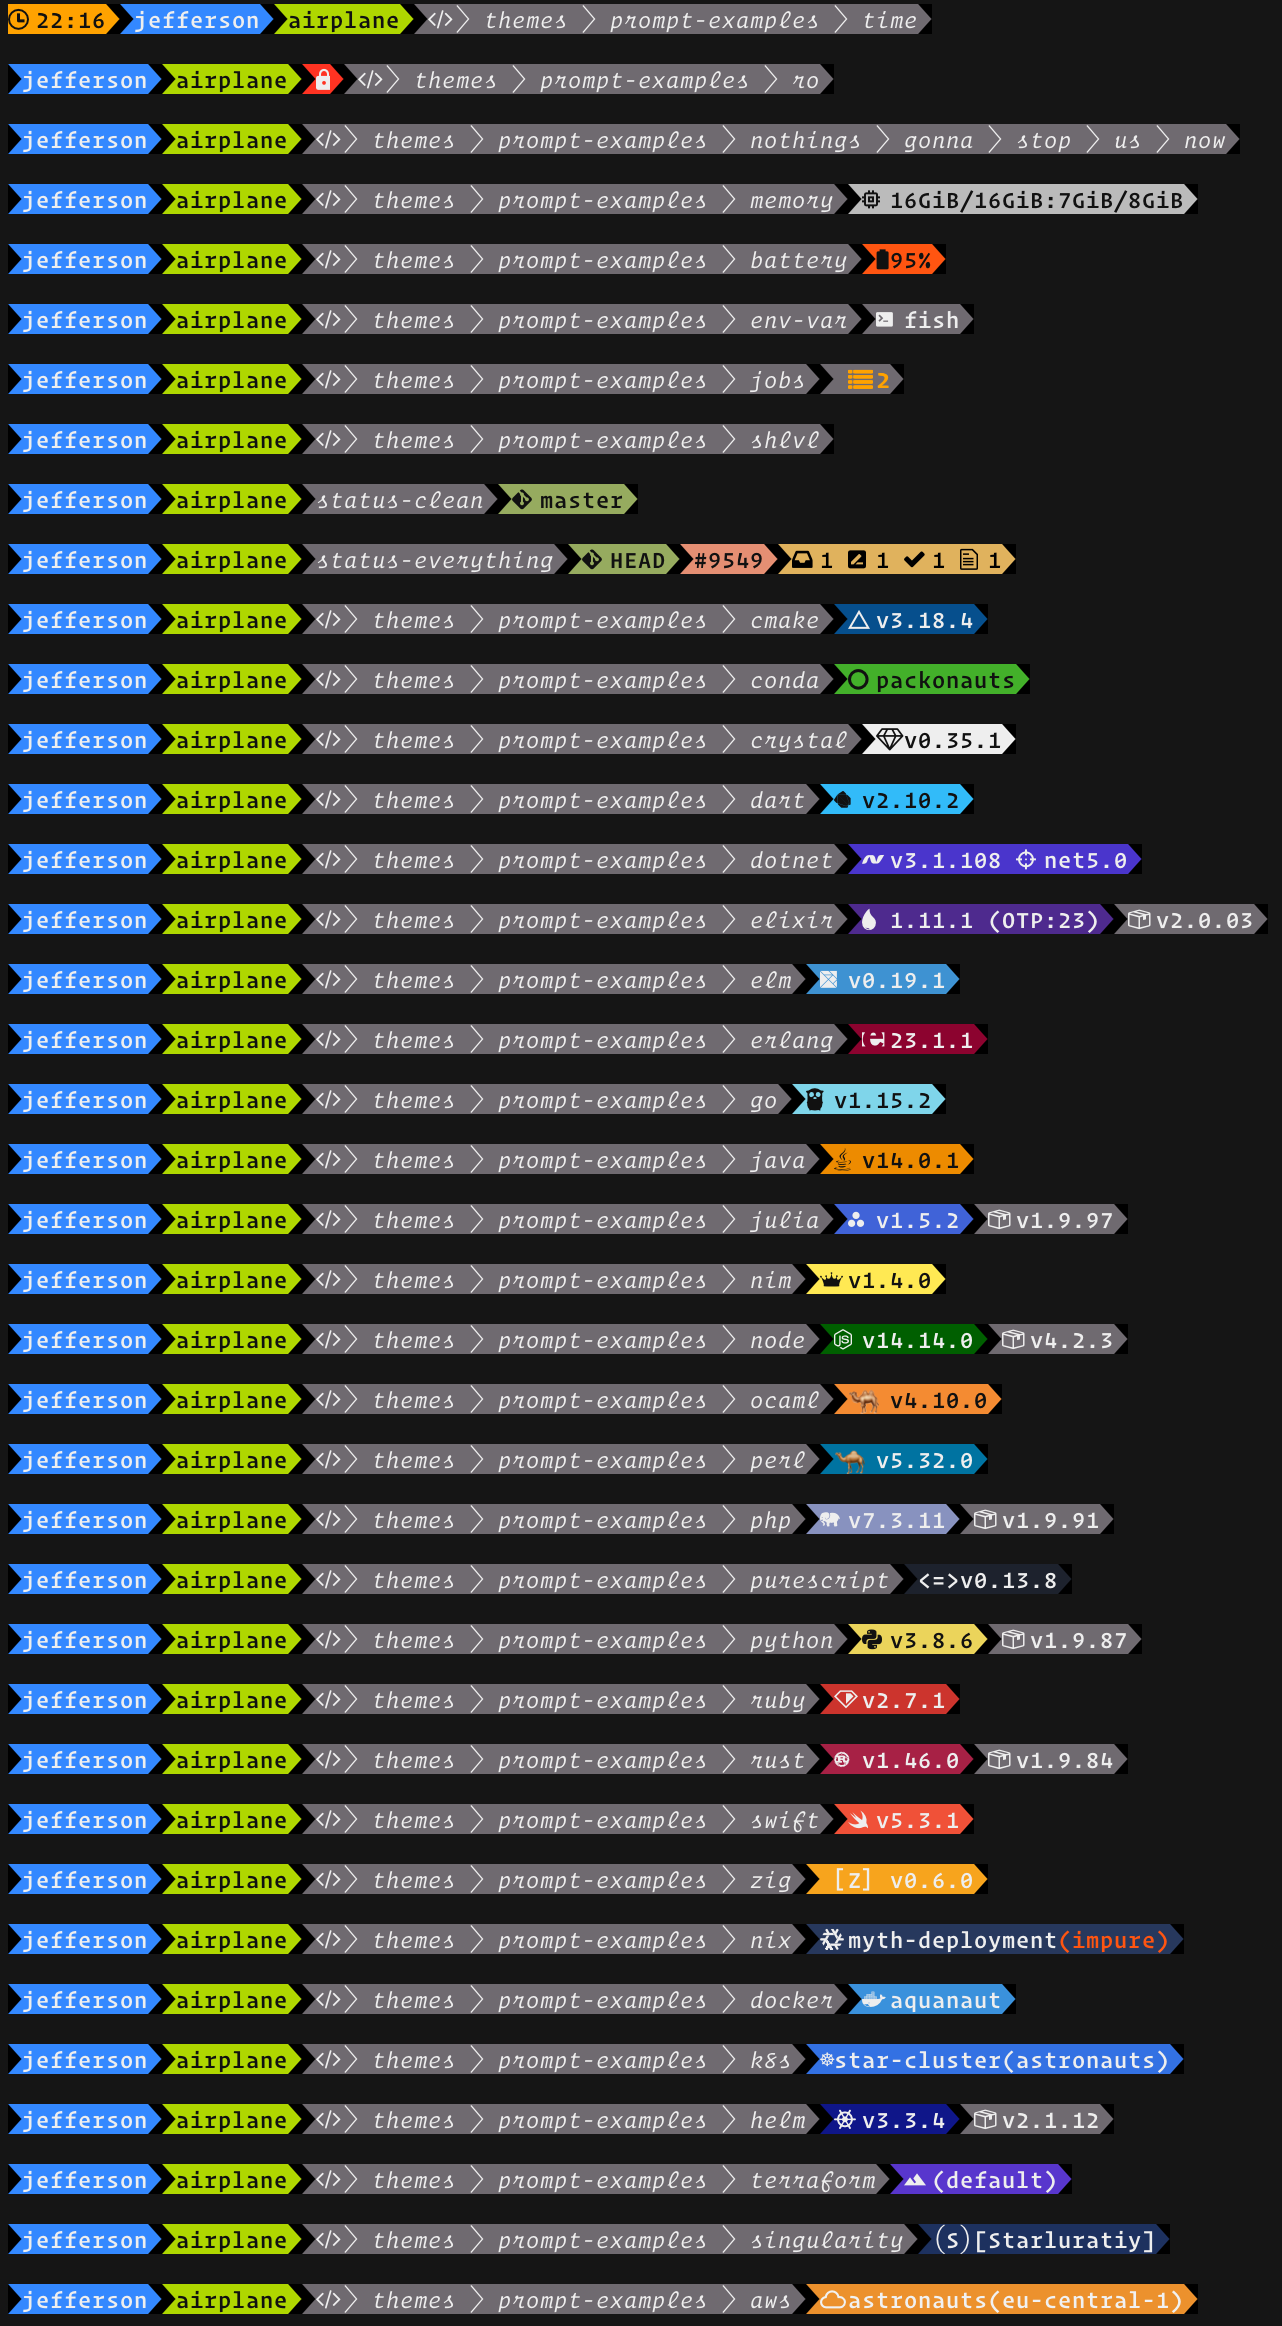 22:16 jefferson airplane </> themes prompt-examples time
jefferson airplane </> themes prompt-examples ro
jefferson airplane </> themes prompt-examples nothings gonna stop us now
jefferson airplane </> themes prompt-examples memory 16GiB/16GiB:7GiB/8GiB
jefferson airplane </> themes prompt-examples battery 95%
jefferson airplane </> themes prompt-examples env-var fish
jefferson airplane </> themes prompt-examples jobs 2
jefferson airplane </> themes prompt-examples shlvl
jefferson airplane status-clean master
jefferson airplane status-everything HEAD #9549 1 1 1 1
jefferson airplane </> themes prompt-examples cmake v3.18.4
jefferson airplane </> themes prompt-examples conda packonauts
jefferson airplane </> themes prompt-examples crystal v0.35.1
jefferson airplane </> themes prompt-examples dart v2.10.2
jefferson airplane </> themes prompt-examples dotnet v3.1.108 net5.0
jefferson airplane </> themes prompt-examples elixir 1.11.1 (OTP:23) v2.0.03
jefferson airplane </> themes prompt-examples elm v0.19.1
jefferson airplane </> themes prompt-examples erlang 23.1.1
jefferson airplane </> themes prompt-examples go v1.15.2
jefferson airplane </> themes prompt-examples java v14.0.1
jefferson airplane </> themes prompt-examples julia v1.5.2 v1.9.97
jefferson airplane </> themes prompt-examples nim v1.4.0
jefferson airplane </> themes prompt-examples node v14.14.0 v4.2.3
jefferson airplane </> themes prompt-examples ocaml v4.10.0
jefferson airplane </> themes prompt-examples perl v5.32.0
jefferson airplane </> themes prompt-examples php v7.3.11 v1.9.91
jefferson airplane </> themes prompt-examples purescript <=>v0.13.8
jefferson airplane </> themes prompt-examples python v3.8.6 v1.9.87
jefferson airplane </> themes prompt-examples ruby v2.7.1
jefferson airplane </> themes prompt-examples rust v1.46.0 v1.9.84
jefferson airplane </> themes prompt-examples swift v5.3.1
jefferson airplane </> themes prompt-examples zig [Z] v0.6.0
jefferson airplane </> themes prompt-examples nix myth-deployment(impure)
jefferson airplane </> themes prompt-examples docker aquanaut
jefferson airplane </> themes prompt-examples k8s star-cluster(astronauts)
jefferson airplane </> themes prompt-examples helm v3.3.4 v2.1.12
jefferson airplane </> themes prompt-examples terraform (default)
jefferson airplane </> themes prompt-examples singularity (S)[Starluratiy]
jefferson airplane </> themes prompt-examples aws astronauts(eu-central-1)